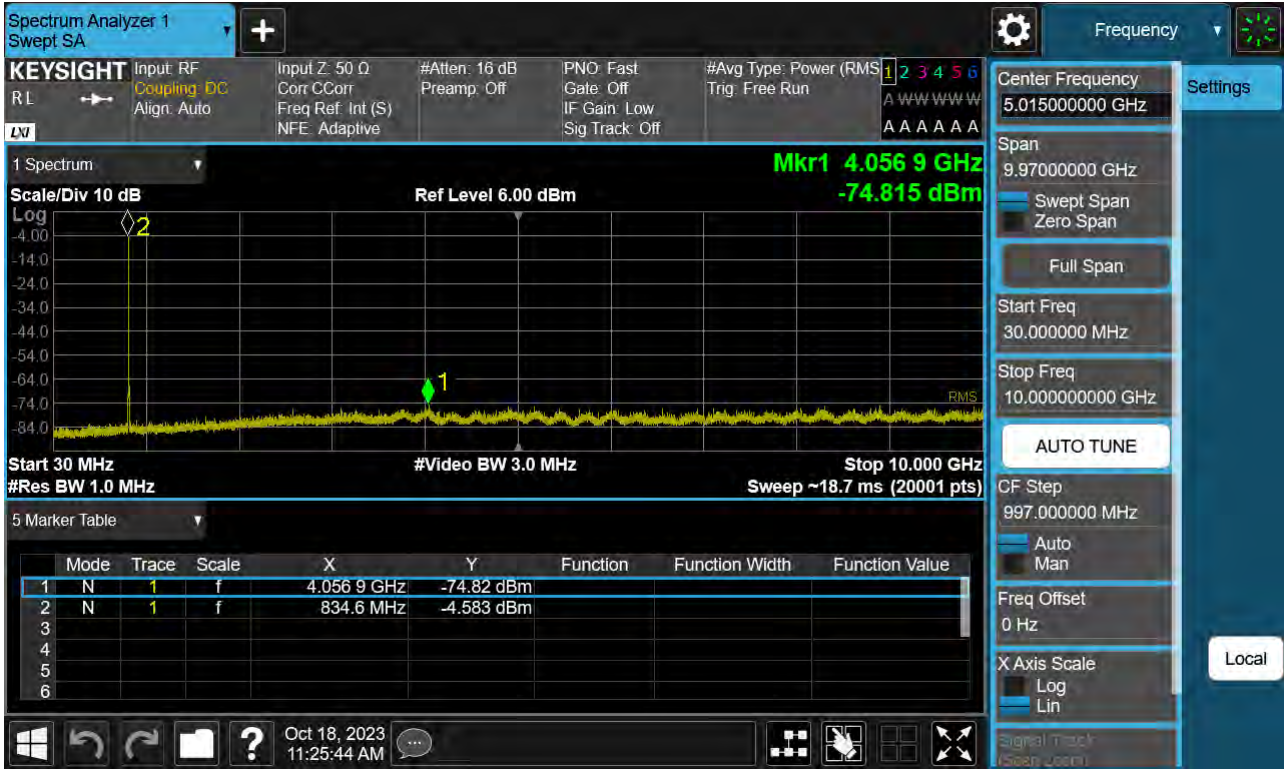 Spectrum Analyzer 1
Swept SA
Frequency
KEYSIGHT
RL
LXI
Input: RF
Coupling: DC
Align: Auto
Input Z: 50 Ω
Corr CCorr
Freq Ref: Int (S)
NFE: Adaptive
#Atten: 16 dB
Preamp: Off
PNO: Fast
Gate: Off
IF Gain: Low
Sig Track: Off
#Avg Type: Power (RMS
Trig: Free Run
1 2 3 4 5 6
A W W W W W
A A A A A A
1 Spectrum
Scale/Div 10 dB
Ref Level 6.00 dBm
Mkr1 4.056 9 GHz
-74.815 dBm
Log
-4.00
-14.0
-24.0
-34.0
-44.0
-54.0
-64.0
-74.0
-84.0
2
1
RMS
Start 30 MHz
#Video BW 3.0 MHz
Stop 10.000 GHz
#Res BW 1.0 MHz
Sweep ~18.7 ms (20001 pts)
5 Marker Table
Mode Trace Scale X Y Function Function Width Function Value
1 N 1 f 4.056 9 GHz -74.82 dBm
2 N 1 f 834.6 MHz -4.583 dBm
3
4
5
6
Oct 18, 2023
11:25:44 AM
Center Frequency
5.015000000 GHz
Settings
Span
9.97000000 GHz
Swept Span
Zero Span
Full Span
Start Freq
30.000000 MHz
Stop Freq
10.000000000 GHz
AUTO TUNE
CF Step
997.000000 MHz
Auto
Man
Freq Offset
0 Hz
X Axis Scale
Log
Lin
Local
Signal Track
(Span Zoom)